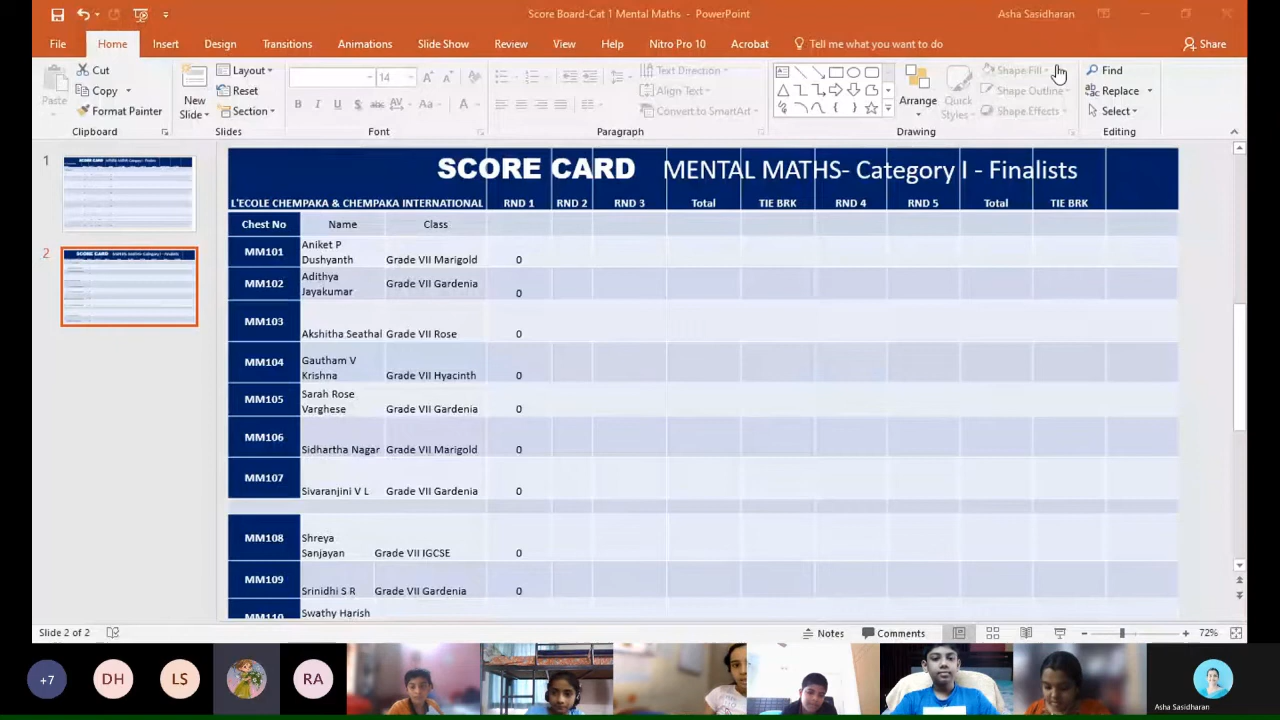 Score Board-Cat 1 Mental Maths - PowerPoint
Asha Sasidharan
File Home Insert Design Transitions Animations Slide Show Review View Help Nitro Pro 10 Acrobat Tell me what you want to do Share
Paste
Cut
Copy
Format Painter
Clipboard
New Slide
Layout
Reset
Section
Slides
14
B I U S abc AV Aa A
Font
Text Direction
Align Text
Convert to SmartArt
Paragraph
Arrange
Quick Styles
Shape Fill
Shape Outline
Shape Effects
Drawing
Find
Replace
Select
Editing
1
2
SCORE CARD MENTAL MATHS- Category I - Finalists
L'ECOLE CHEMPAKA & CHEMPAKA INTERNATIONAL RND 1 RND 2 RND 3 Total TIE BRK RND 4 RND 5 Total TIE BRK
Chest No Name Class
MM101 Aniket P Dushyanth Grade VII Marigold 0
MM102 Adithya Jayakumar Grade VII Gardenia 0
MM103 Akshitha Seathal Grade VII Rose 0
MM104 Gautham V Krishna Grade VII Hyacinth 0
MM105 Sarah Rose Varghese Grade VII Gardenia 0
MM106 Sidhartha Nagar Grade VII Marigold 0
MM107 Sivaranjini V L Grade VII Gardenia 0
MM108 Shreya Sanjayan Grade VII IGCSE 0
MM109 Srinidhi S R Grade VII Gardenia 0
MM110 Swathy Harish
Slide 2 of 2
Notes
Comments
72%
+7 DH LS RA
Asha Sasidharan